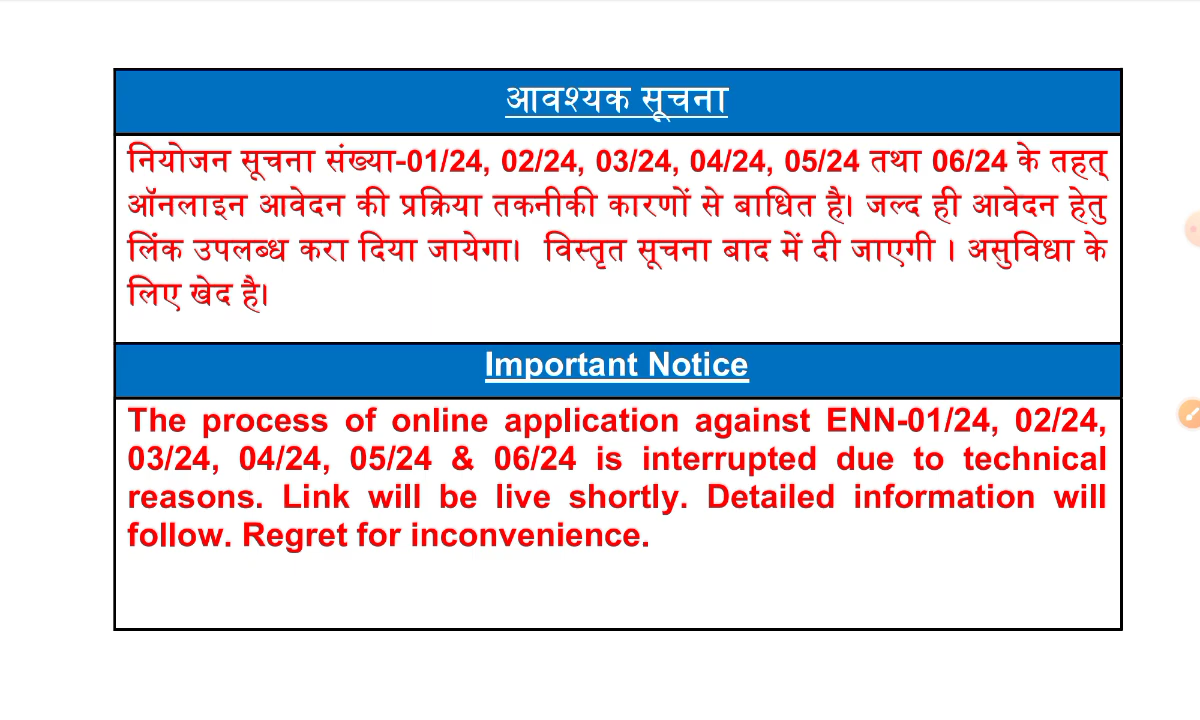 आवश्यक सूचना
नियोजन सूचना संख्या-01/24, 02/24, 03/24, 04/24, 05/24 तथा 06/24 के तहत्
ऑनलाइन आवेदन की प्रक्रिया तकनीकी कारणों से बाधित है। जल्द ही आवेदन हेतु
लिंक उपलब्ध करा दिया जायेगा। विस्तृत सूचना बाद में दी जाएगी । असुविधा के
लिए खेद है।
Important Notice
The process of online application against ENN-01/24, 02/24,
03/24, 04/24, 05/24 & 06/24 is interrupted due to technical
reasons. Link will be live shortly. Detailed information will
follow. Regret for inconvenience.